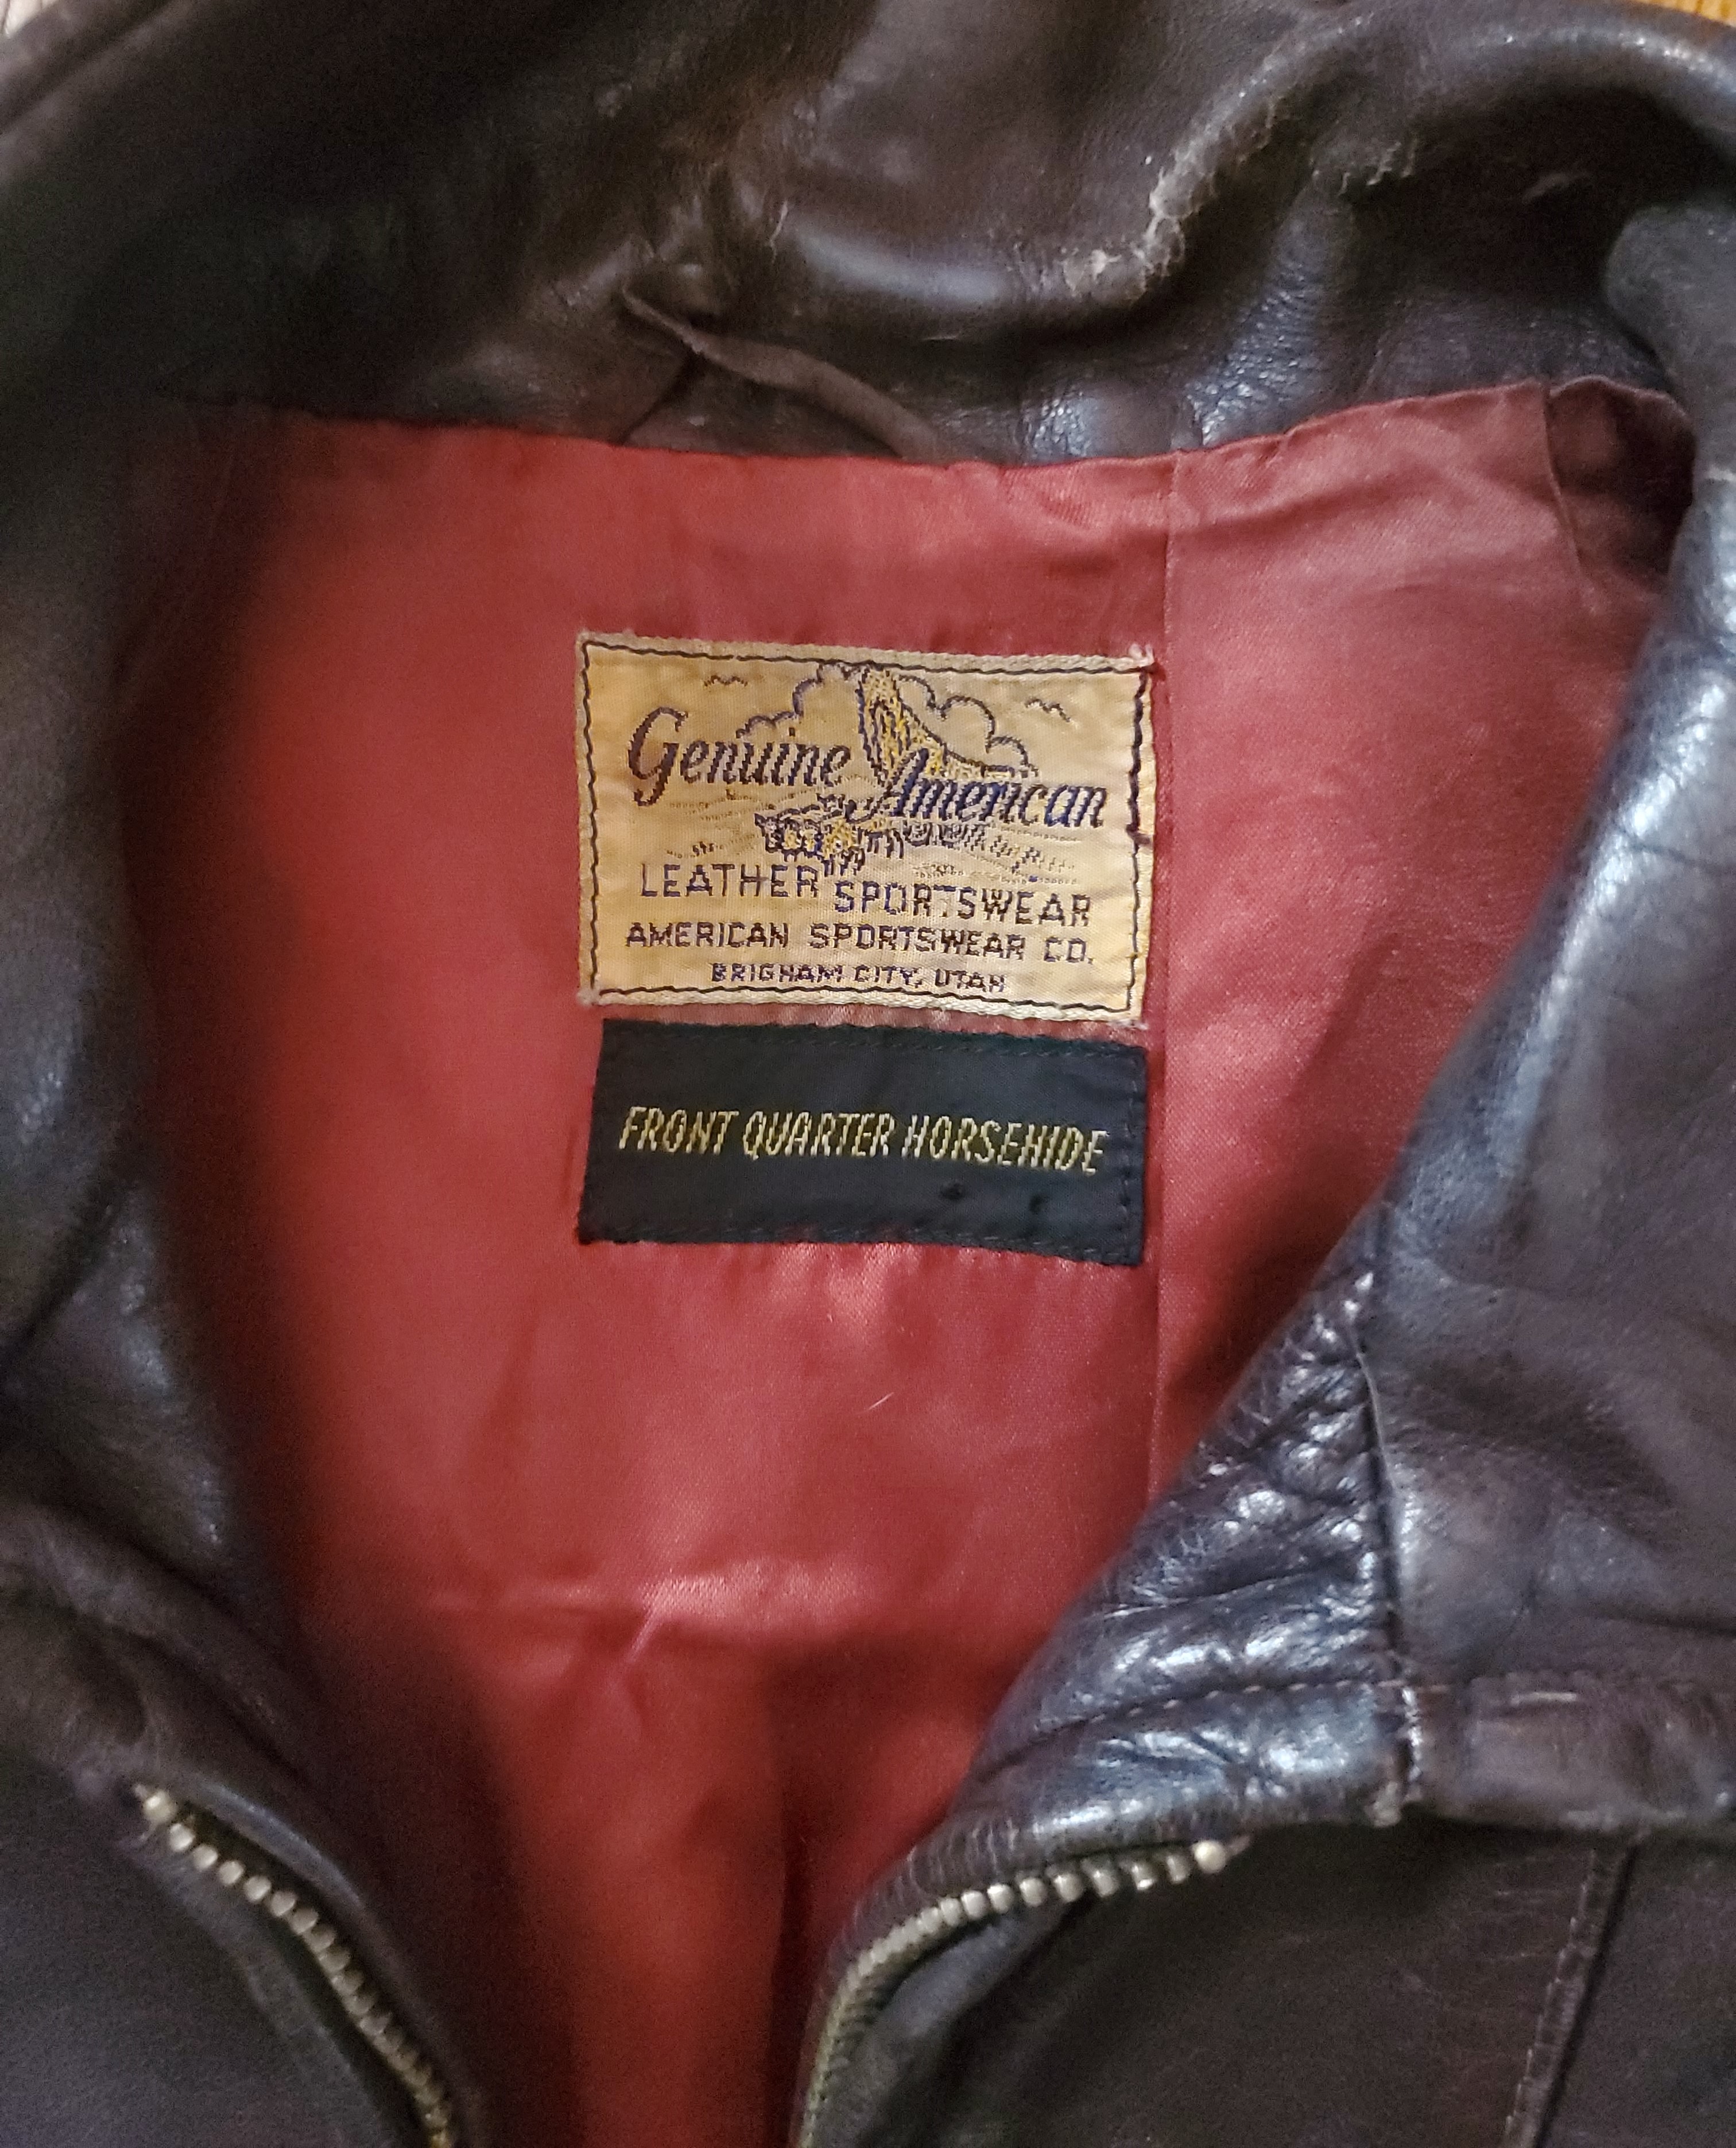 Genuine American
LEATHER SPORTSWEAR
AMERICAN SPORTSWEAR CO.
BRIGHAM CITY, UTAH
FRONT QUARTER HORSEHIDE